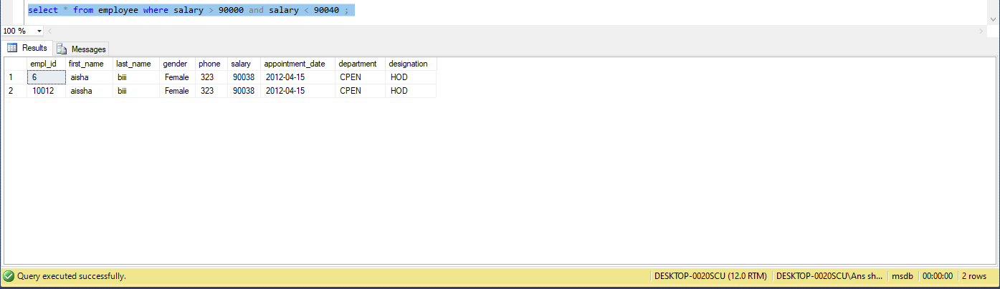 select * from employee where salary > 90000 and salary < 90040 ;
100 %
Results Messages
empl_id first_name last_name gender phone salary appointment_date department designation
1 6 aisha biii Female 323 90038 2012-04-15 CPEN HOD
2 10012 aissha biii Female 323 90038 2012-04-15 CPEN HOD
Query executed successfully. DESKTOP-0020SCU (12.0 RTM) DESKTOP-0020SCU\Ans sh... msdb 00:00:00 2 rows